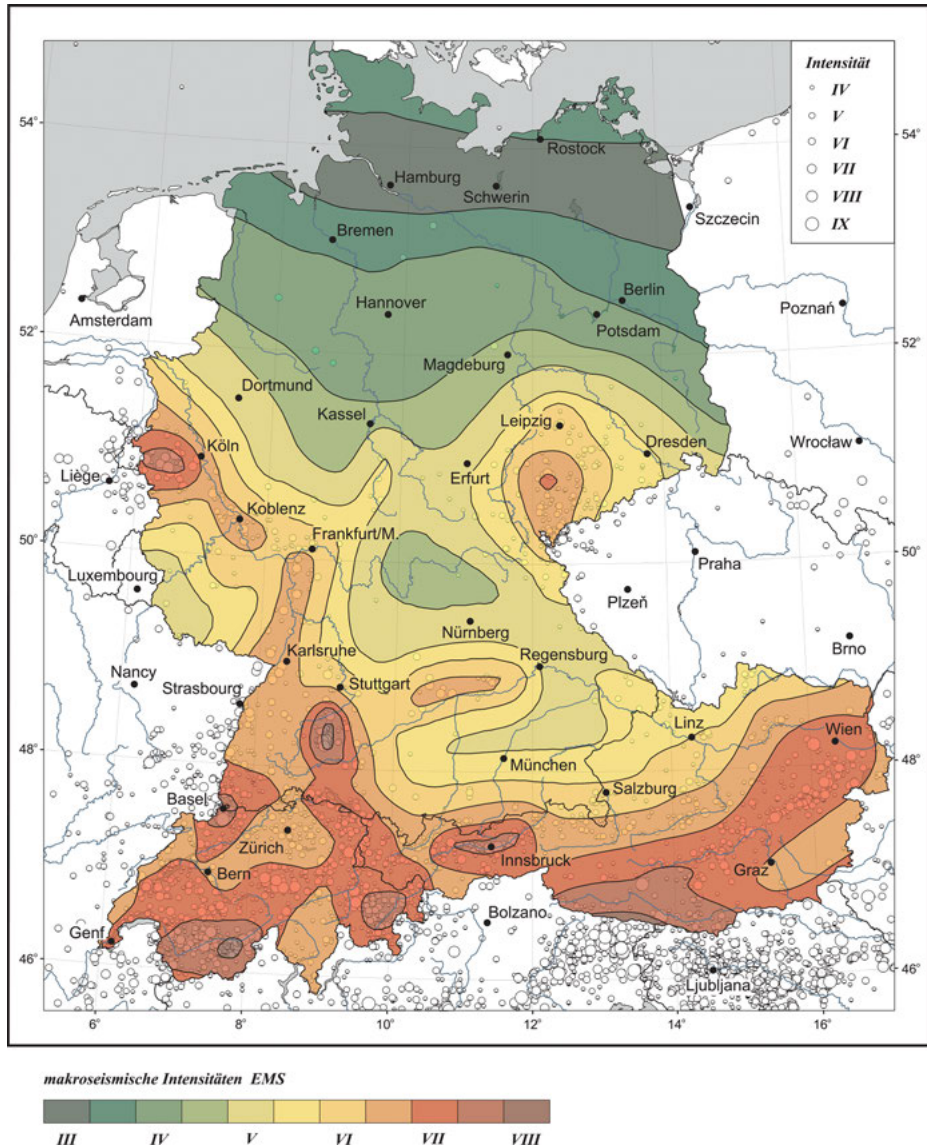 Intensität
IV
V
VI
VII
VIII
IX
54°
54°
Rostock
Hamburg
Schwerin
Szczecin
Bremen
Berlin
Hannover
Poznań
Amsterdam
Potsdam
52°
52°
Magdeburg
Dortmund
Kassel
Leipzig
Wrocław
Köln
Dresden
Liège
Erfurt
Koblenz
Frankfurt/M.
50°
50°
Praha
Luxembourg
Plzeň
Nürnberg
Brno
Karlsruhe
Regensburg
Nancy
Strasbourg
Stuttgart
Linz
Wien
48°
48°
München
Salzburg
Basel
Zürich
Innsbruck
Bern
Graz
Bolzano
Genf
46°
46°
Ljubljana
6° 8° 10° 12° 14° 16°
makroseismische Intensitäten EMS
III IV V VI VII VIII